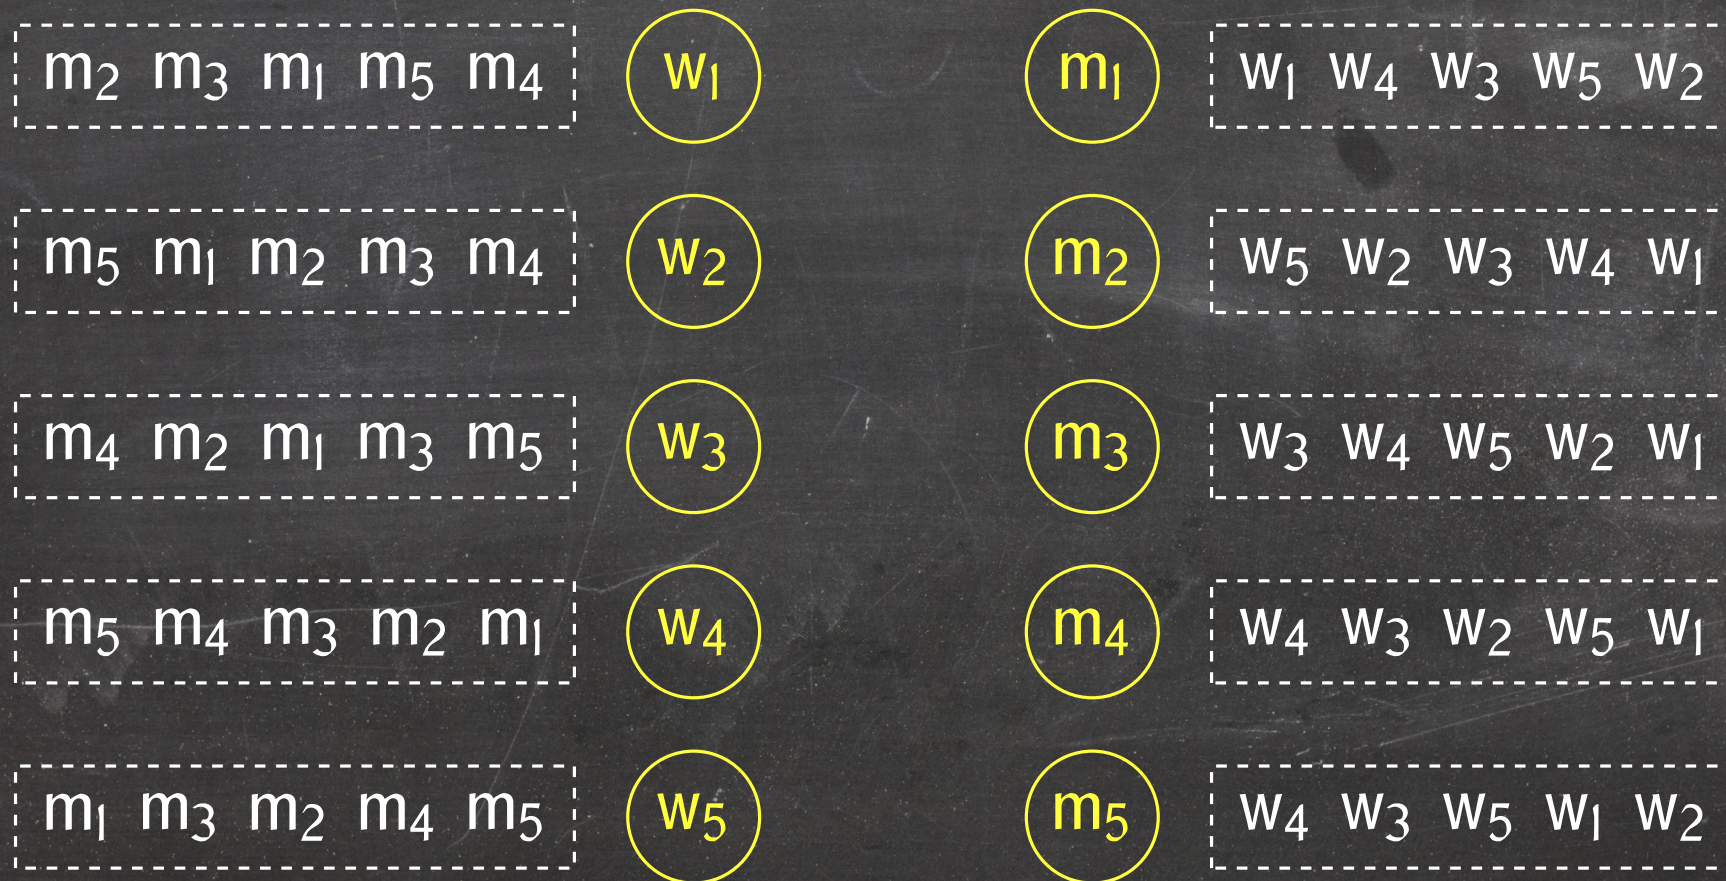 m₂ m₃ m₁ m₅ m₄ w₁ m₁ w₁ w₄ w₃ w₅ w₂
m₅ m₁ m₂ m₃ m₄ w₂ m₂ w₅ w₂ w₃ w₄ w₁
m₄ m₂ m₁ m₃ m₅ w₃ m₃ w₃ w₄ w₅ w₂ w₁
m₅ m₄ m₃ m₂ m₁ w₄ m₄ w₄ w₃ w₂ w₅ w₁
m₁ m₃ m₂ m₄ m₅ w₅ m₅ w₄ w₃ w₅ w₁ w₂